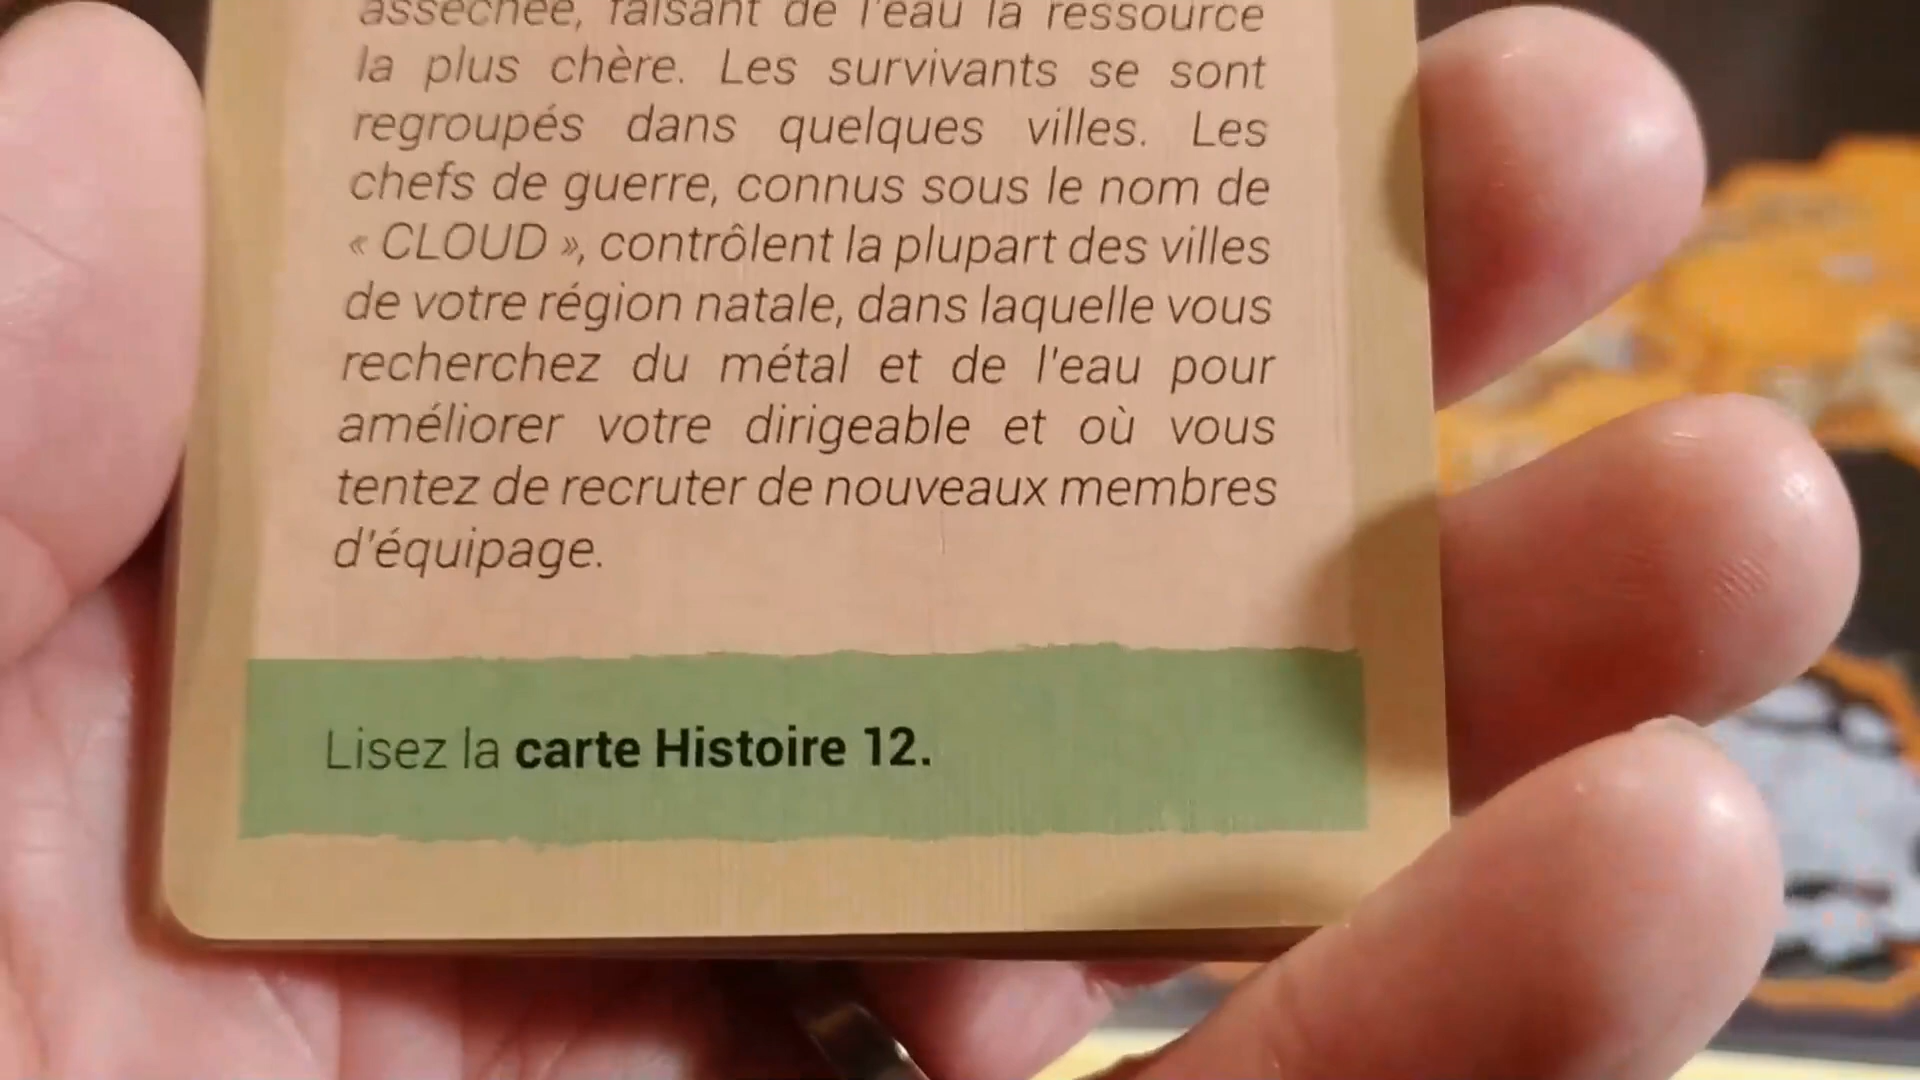 asséchée, faisant de l'eau la ressource
la plus chère. Les survivants se sont
regroupés dans quelques villes. Les
chefs de guerre, connus sous le nom de
« CLOUD », contrôlent la plupart des villes
de votre région natale, dans laquelle vous
recherchez du métal et de l'eau pour
améliorer votre dirigeable et où vous
tentez de recruter de nouveaux membres
d'équipage.
Lisez la carte Histoire 12.